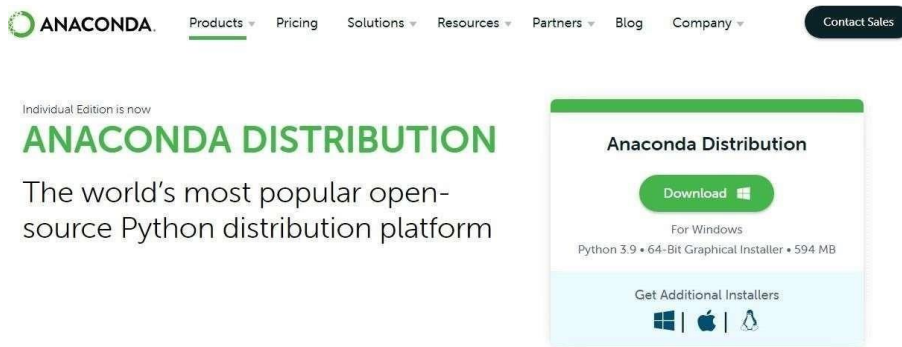 ANACONDA.
Products Pricing Solutions Resources Partners Blog Company Contact Sales
Individual Edition is now
ANACONDA DISTRIBUTION
The world's most popular open-
source Python distribution platform
Anaconda Distribution
Download
For Windows
Python 3.9 • 64-Bit Graphical Installer • 594 MB
Get Additional Installers